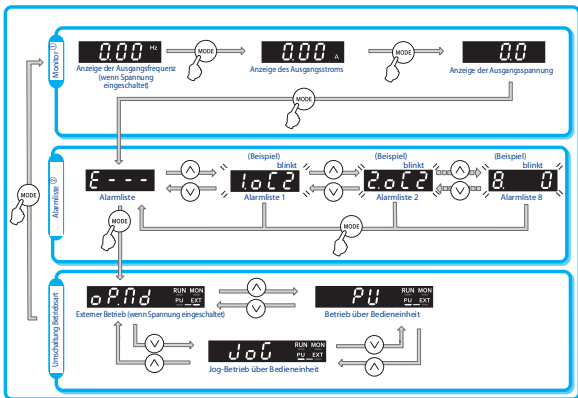 Monitor ①
0.00 Hz
MODE
0.00 A
MODE
0.0
Anzeige der Ausgangsfrequenz
(wenn Spannung
eingeschaltet)
Anzeige des Ausgangsstroms
Anzeige der Ausgangsspannung
MODE
MODE
Alarmliste ②
E---
Alarmliste
(Beispiel)
blinkt
1.oC2
Alarmliste 1
(Beispiel)
blinkt
2.oC2
Alarmliste 2
(Beispiel)
blinkt
8. 0
Alarmliste 8
MODE
MODE
Umschaltung Betriebsart
oP.nd
RUN MON
PU EXT
Externer Betrieb (wenn Spannung eingeschaltet)
PU
RUN MON
PU EXT
Betrieb über Bedieneinheit
JoG
RUN MON
PU EXT
Jog-Betrieb über Bedieneinheit